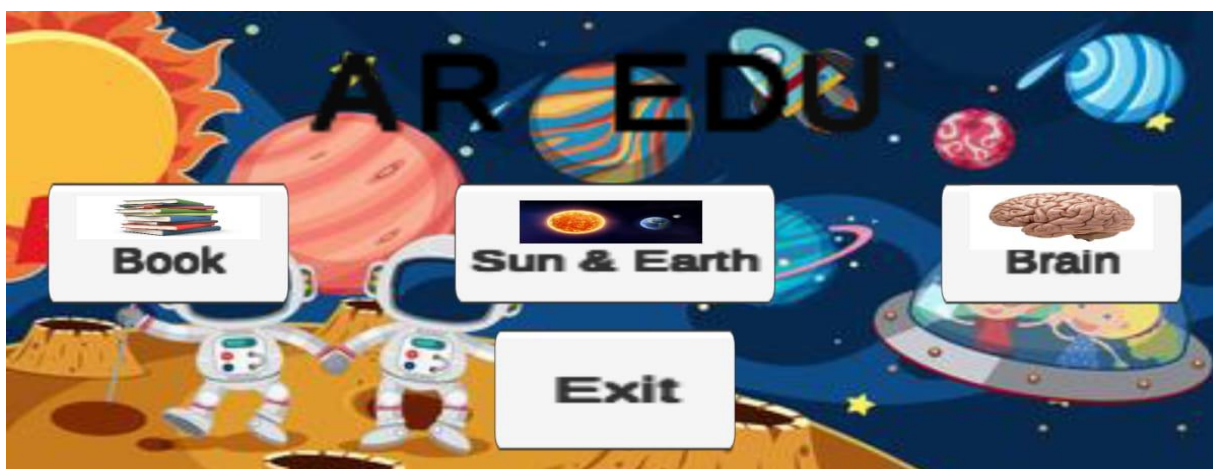 AR EDU
Book
Sun & Earth
Brain
Exit